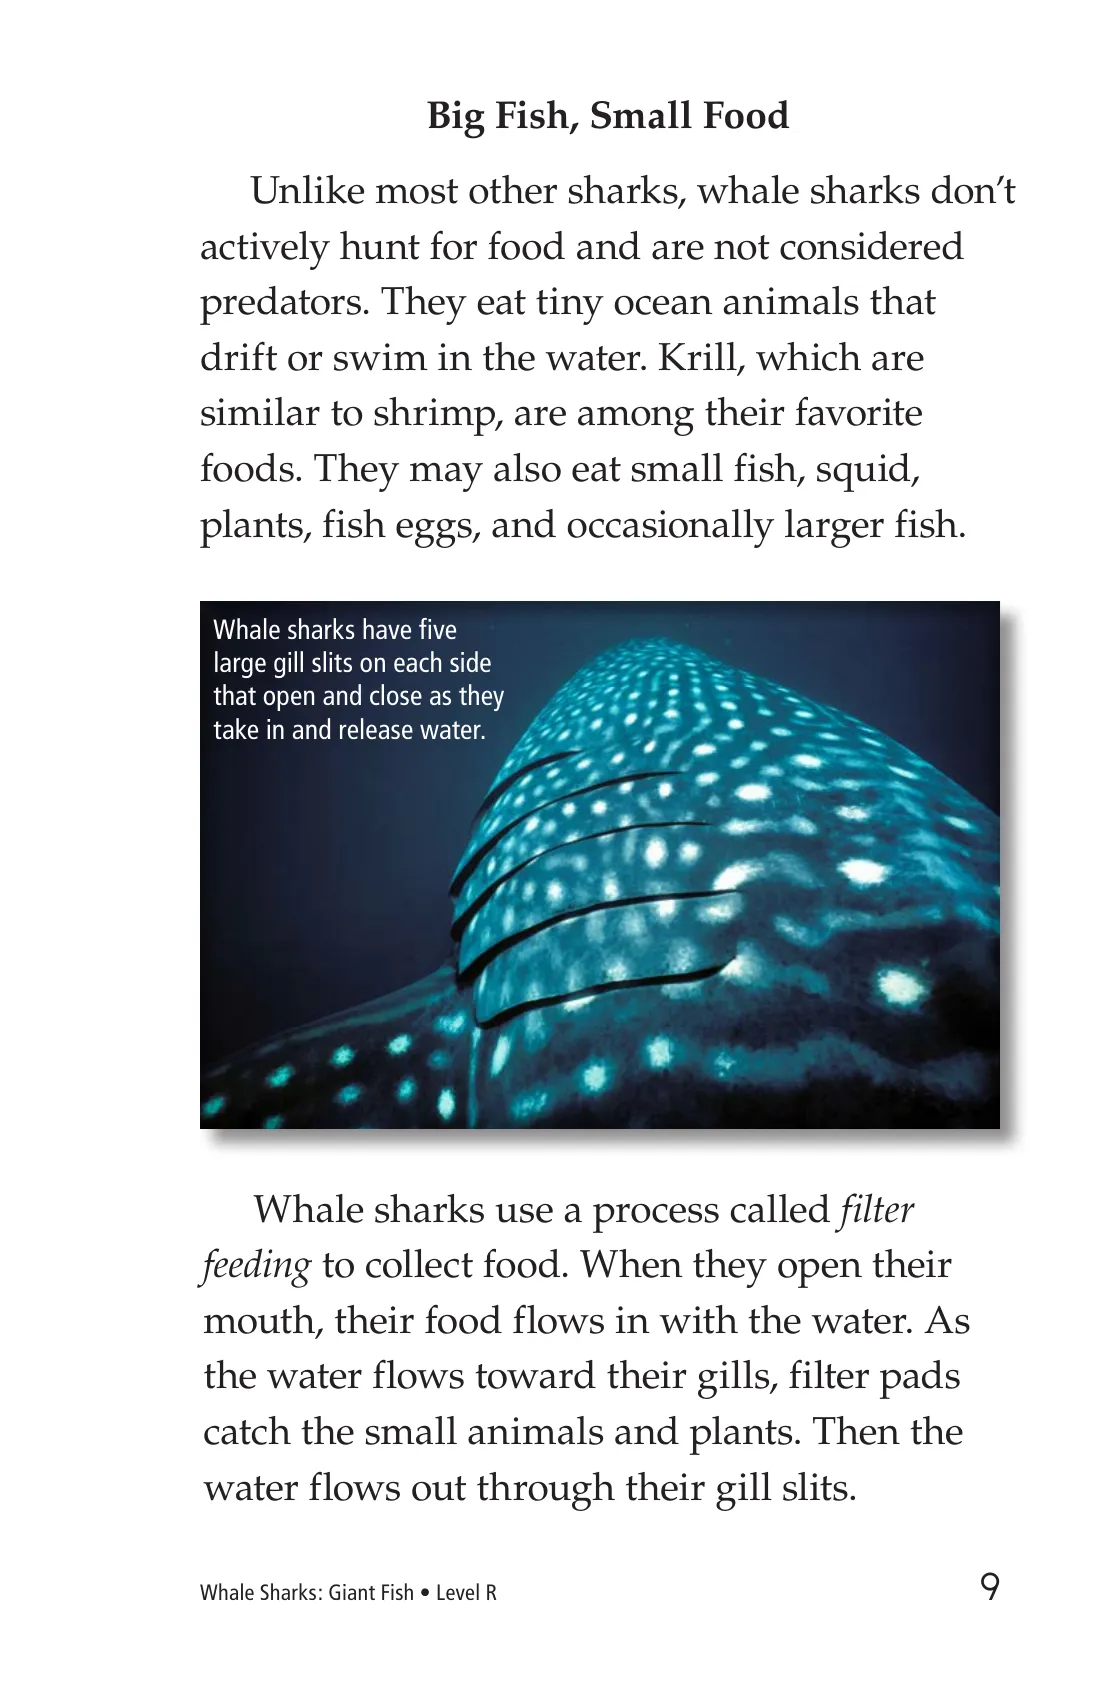 Big Fish, Small Food
Unlike most other sharks, whale sharks don’t
actively hunt for food and are not considered
predators. They eat tiny ocean animals that
drift or swim in the water. Krill, which are
similar to shrimp, are among their favorite
foods. They may also eat small fish, squid,
plants, fish eggs, and occasionally larger fish.
Whale sharks have five
large gill slits on each side
that open and close as they
take in and release water.
Whale sharks use a process called filter
feeding to collect food. When they open their
mouth, their food flows in with the water. As
the water flows toward their gills, filter pads
catch the small animals and plants. Then the
water flows out through their gill slits.
Whale Sharks: Giant Fish • Level R
9